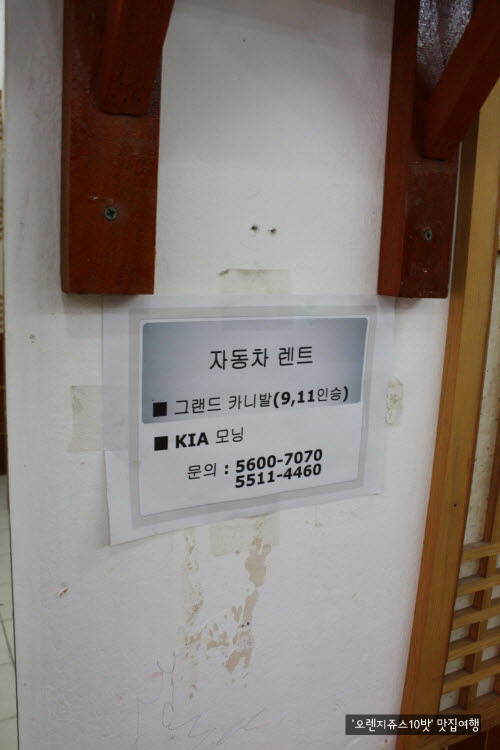 자동차 렌트
■ 그랜드 카니발(9,11인승)
■ KIA 모닝
문의 : 5600-7070
5511-4460
'오렌지쥬스10밧' 맛집여행